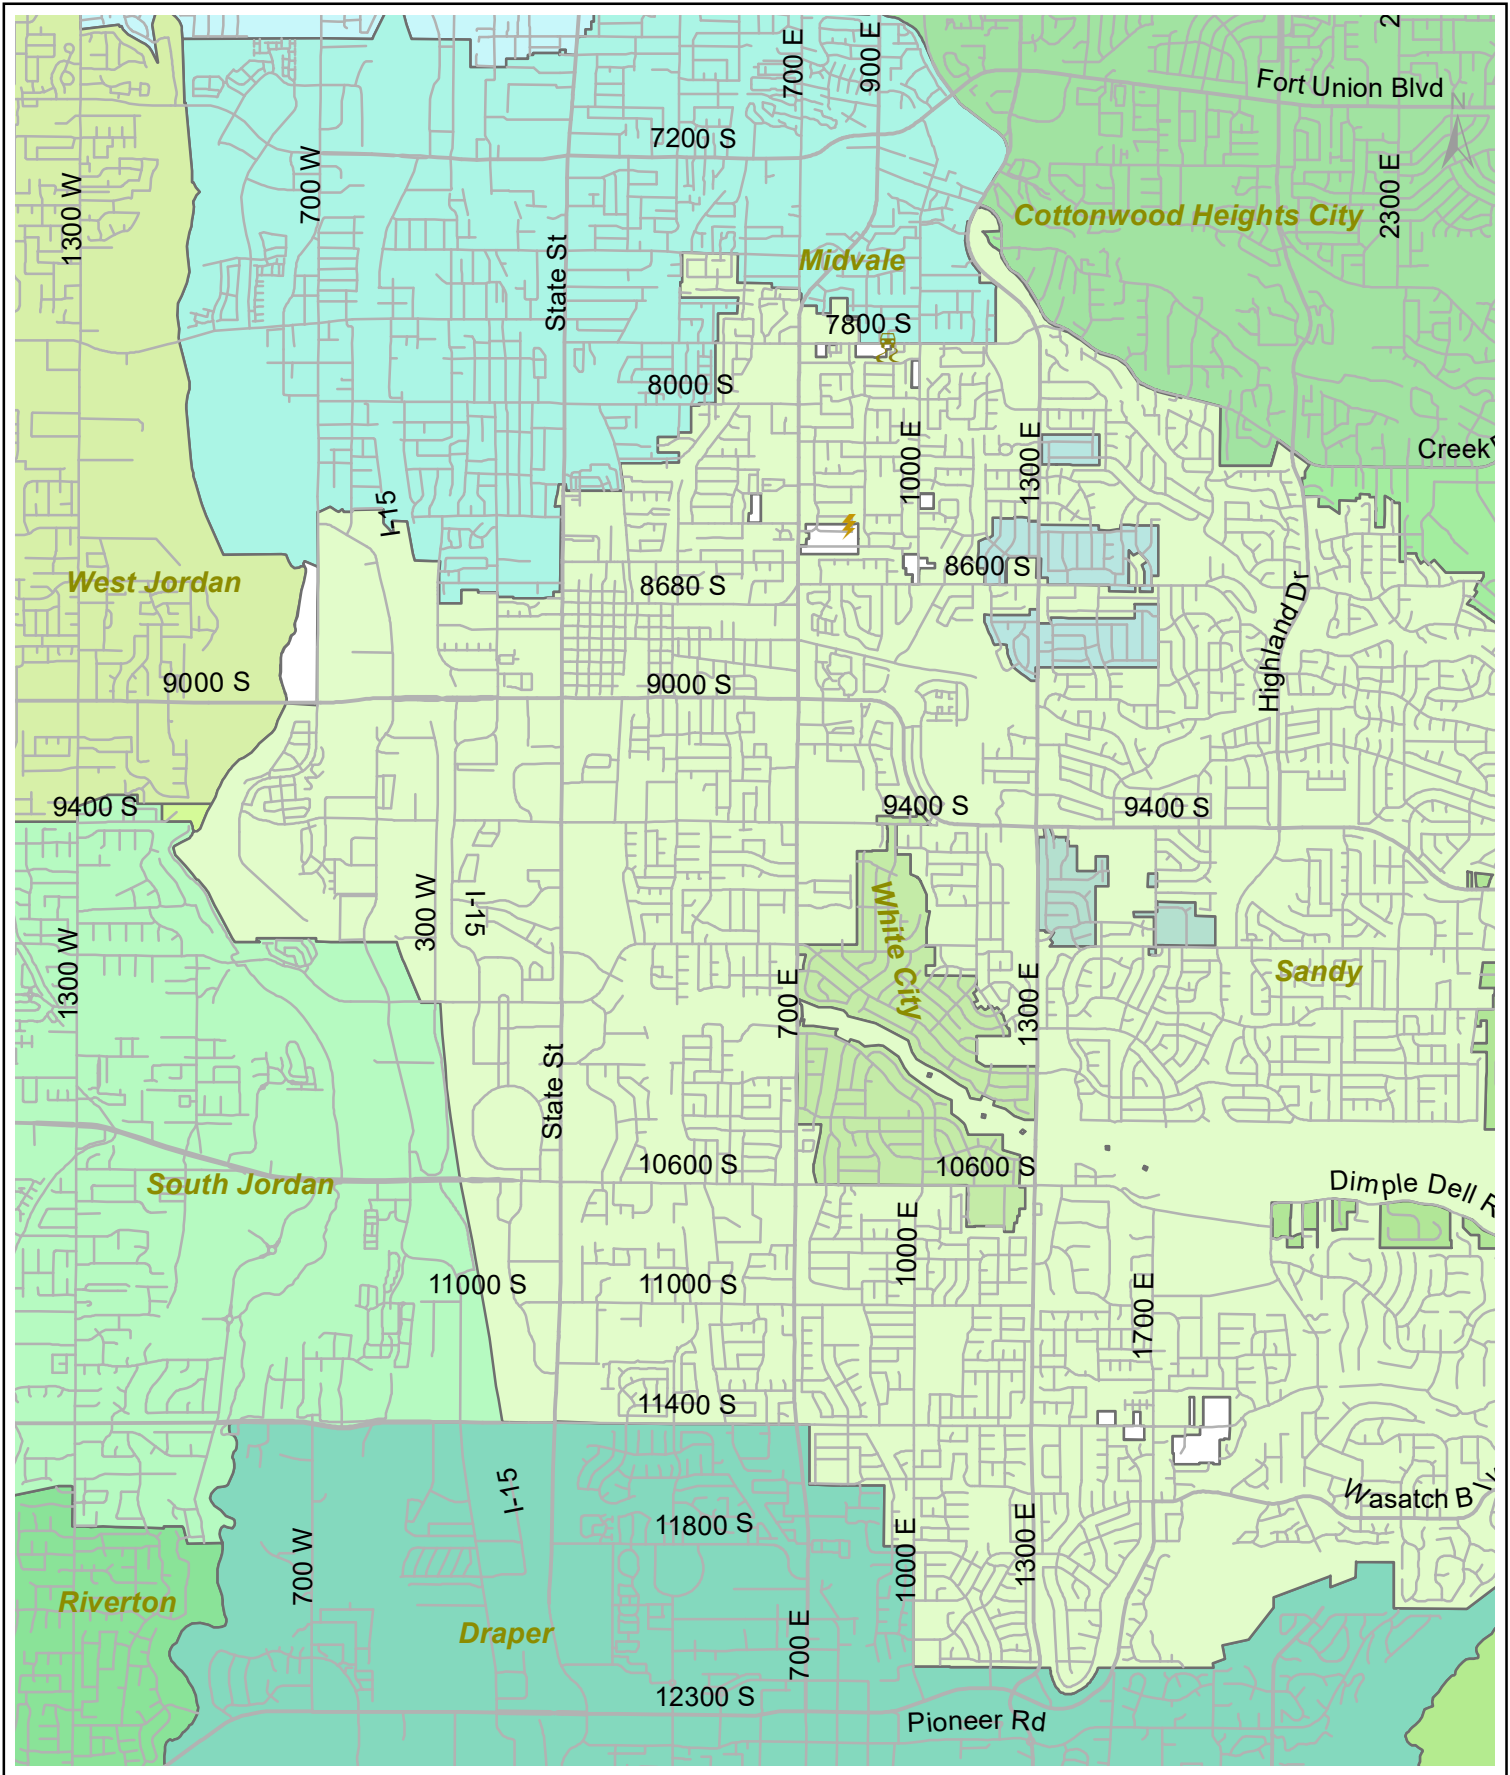 2
700 E
900 E
Fort Union Blvd
N
7200 S
700 W
1300 W
2300 E
Cottonwood Heights City
State St
Midvale
7800 S
8000 S
1000 E
1300 E
Creek
I-15
8600 S
West Jordan
8680 S
Highland Dr
9000 S
9000 S
9400 S
9400 S
9400 S
300 W
I-15
White City
1300 W
Sandy
700 E
1300 E
State St
10600 S
10600 S
South Jordan
Dimple Dell R
1000 E
11000 S
11000 S
1700 E
11400 S
Wasatch Blv
I-15
11800 S
700 W
1000 E
1300 E
Riverton
Draper
700 E
12300 S
Pioneer Rd